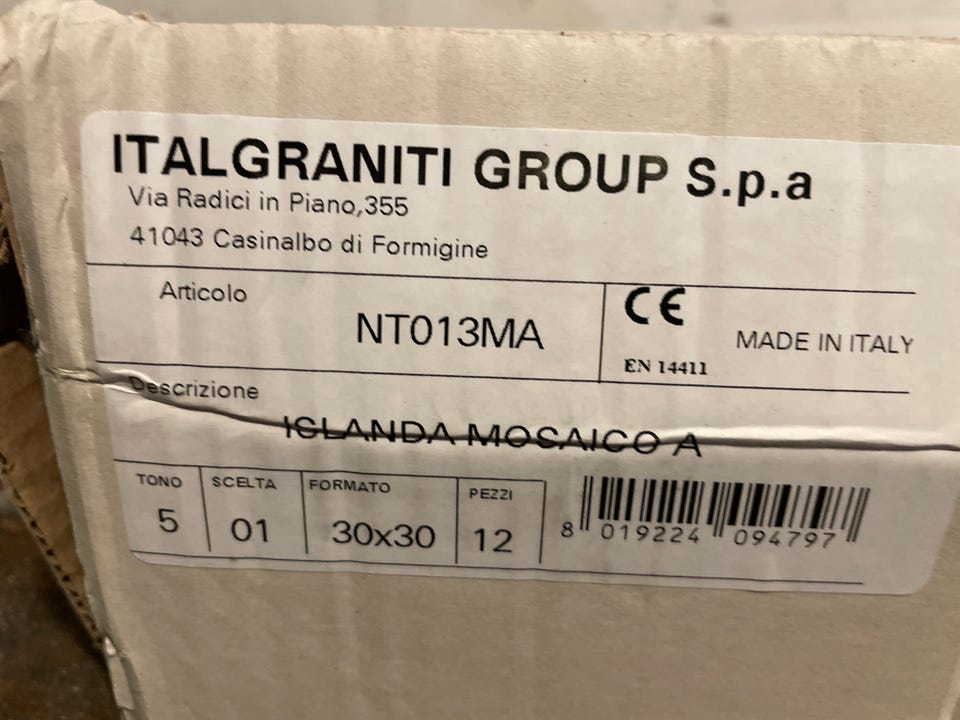 ITALGRANITI GROUP S.p.a
Via Radici in Piano,355
41043 Casinalbo di Formigine
Articolo
NT013MA
CE
EN 14411
MADE IN ITALY
Descrizione
ISLANDA MOSAICO A
TONO SCELTA FORMATO PEZZI
5 01 30x30 12
8 019224 094797